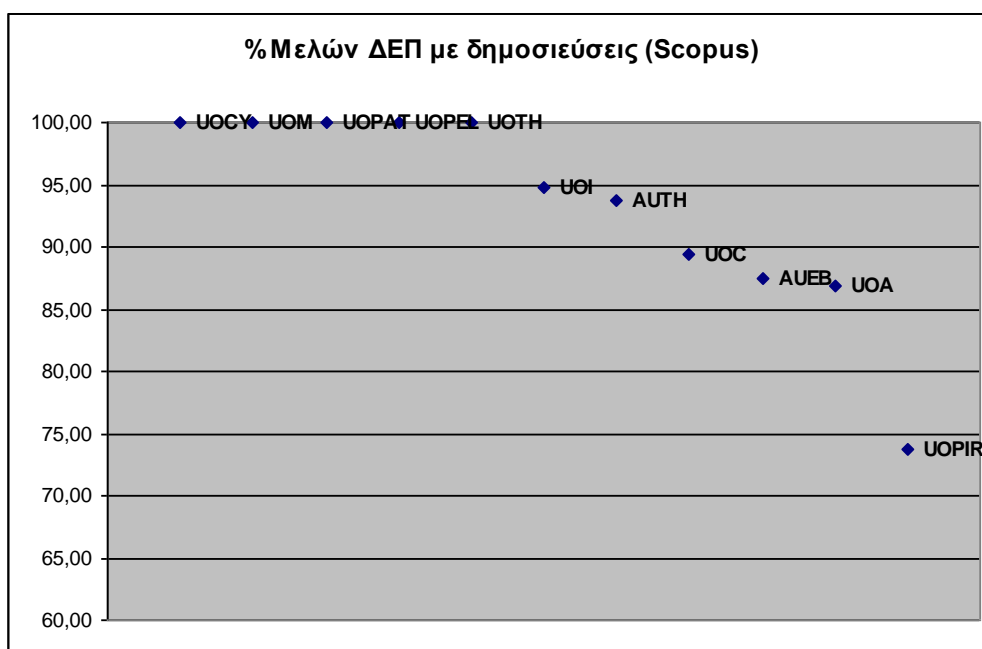 % Μελών ΔΕΠ με δημοσιεύσεις (Scopus)
100,00
UOCY UOM UOPAT UOPEL UOTH
95,00
UOI
AUTH
90,00
UOC
AUEB
UOA
85,00
80,00
75,00
UOPIR
70,00
65,00
60,00